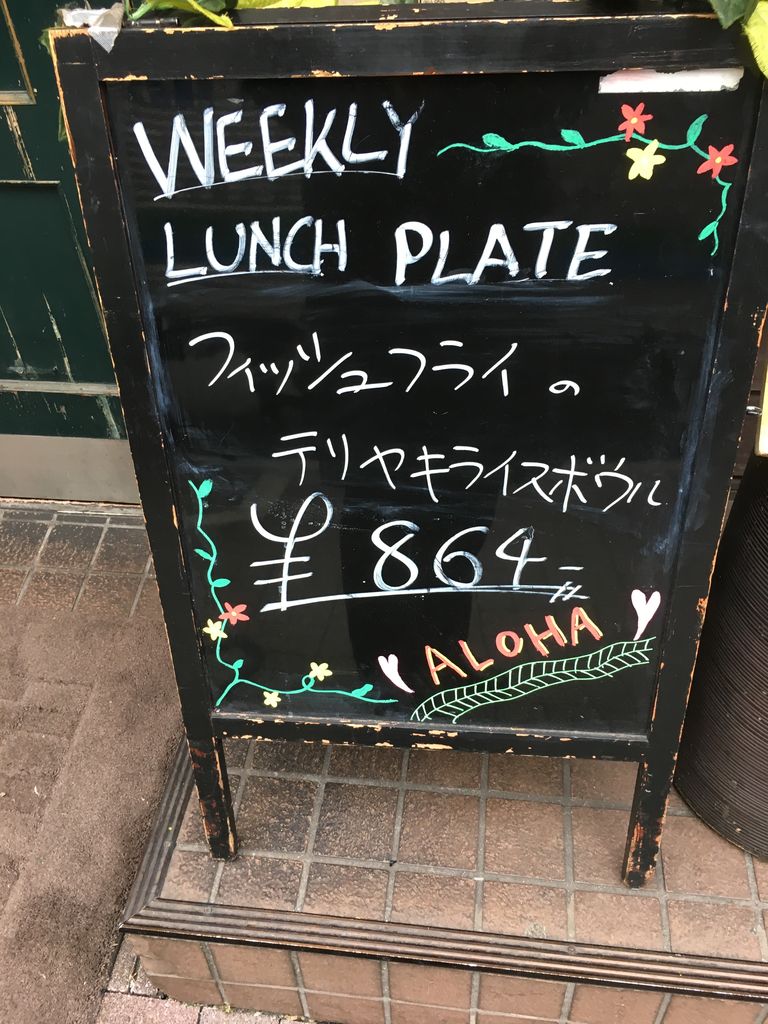 WEEKLY
LUNCH PLATE
フィッシュフライの
テリヤキライスボウル
￥864-
ALOHA